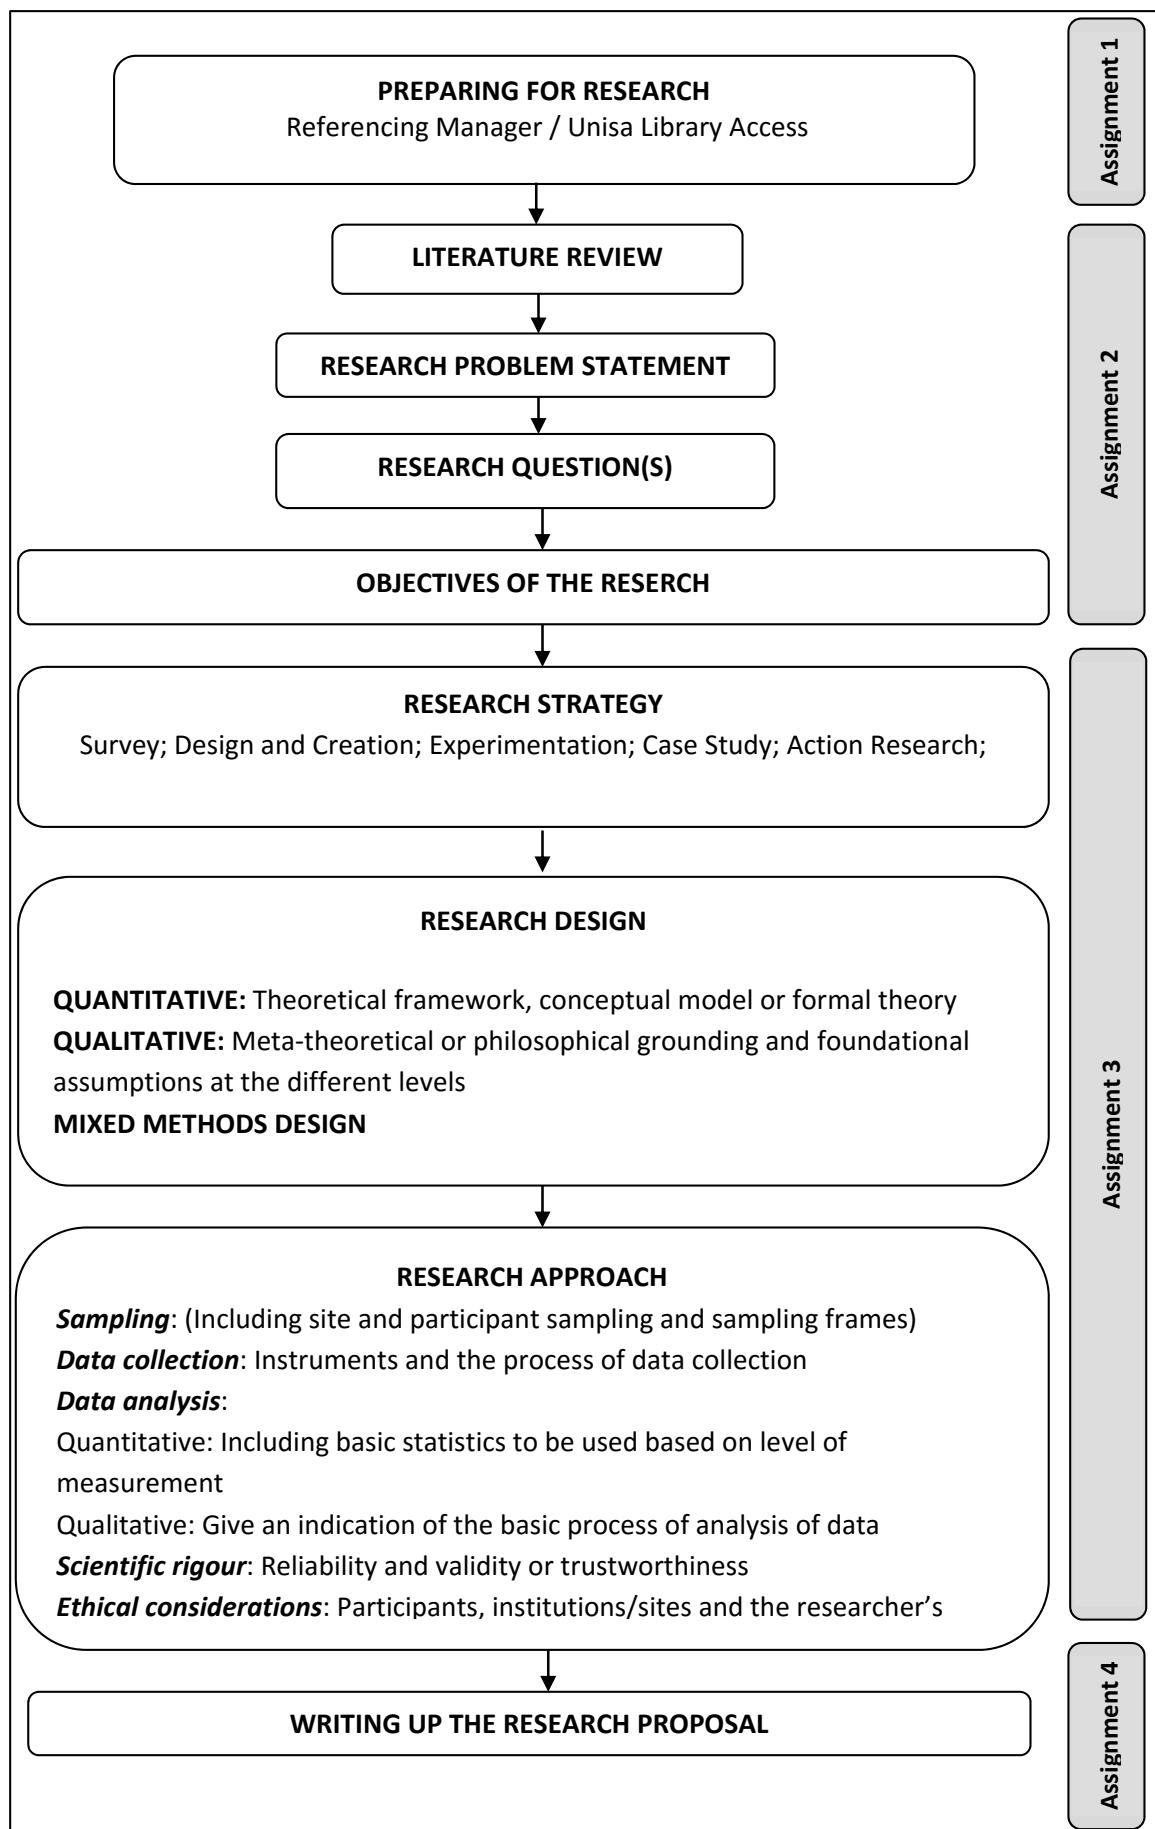 PREPARING FOR RESEARCH
Referencing Manager / Unisa Library Access
Assignment 1
LITERATURE REVIEW
RESEARCH PROBLEM STATEMENT
RESEARCH QUESTION(S)
OBJECTIVES OF THE RESERCH
Assignment 2
RESEARCH STRATEGY
Survey; Design and Creation; Experimentation; Case Study; Action Research;
RESEARCH DESIGN
QUANTITATIVE: Theoretical framework, conceptual model or formal theory
QUALITATIVE: Meta-theoretical or philosophical grounding and foundational
assumptions at the different levels
MIXED METHODS DESIGN
RESEARCH APPROACH
Sampling: (Including site and participant sampling and sampling frames)
Data collection: Instruments and the process of data collection
Data analysis:
Quantitative: Including basic statistics to be used based on level of
measurement
Qualitative: Give an indication of the basic process of analysis of data
Scientific rigour: Reliability and validity or trustworthiness
Ethical considerations: Participants, institutions/sites and the researcher’s
Assignment 3
WRITING UP THE RESEARCH PROPOSAL
Assignment 4